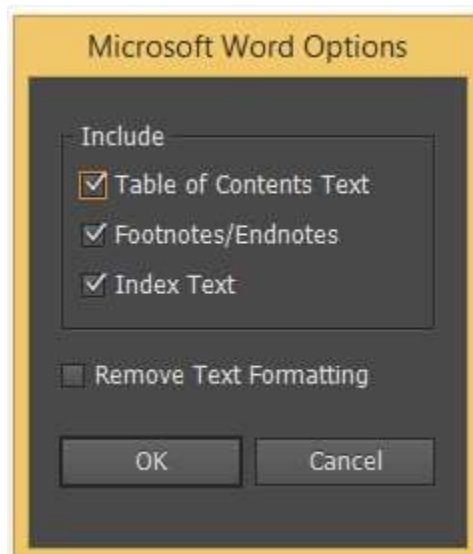 Microsoft Word Options
Include
Table of Contents Text
Footnotes/Endnotes
Index Text
Remove Text Formatting
OK Cancel